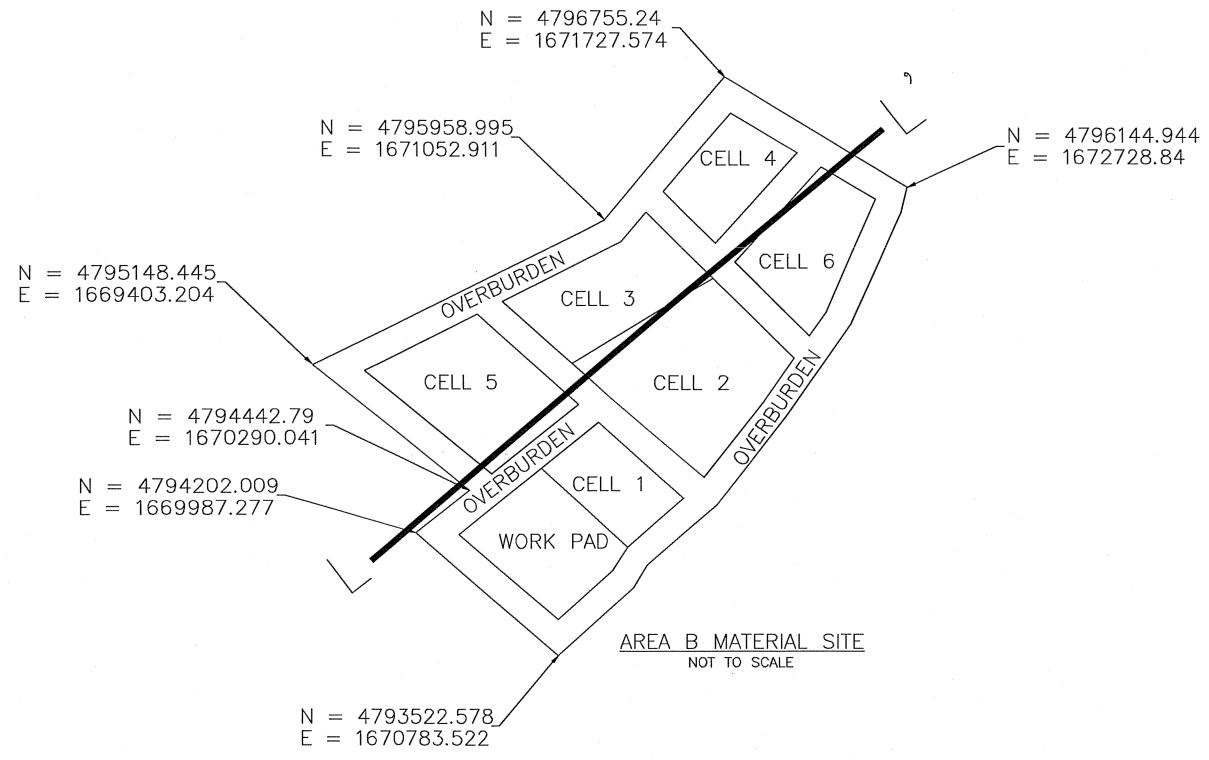 N = 4796755.24
E = 1671727.574
N = 4795958.995
E = 1671052.911
N = 4796144.944
E = 1672728.84
CELL 4
CELL 6
N = 4795148.445
E = 1669403.204
OVERBURDEN
CELL 3
CELL 5
CELL 2
N = 4794442.79
E = 1670290.041
OVERBURDEN
OVERBURDEN
N = 4794202.009
E = 1669987.277
CELL 1
WORK PAD
AREA B MATERIAL SITE
NOT TO SCALE
N = 4793522.578
E = 1670783.522